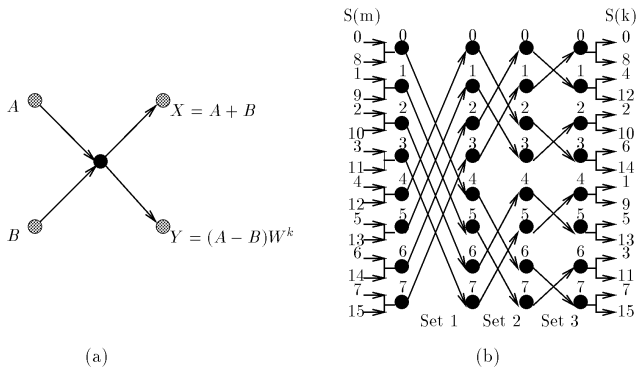 A
B
X = A + B
Y = (A − B)W^k
(a)
S(m) S(k)
0 0 0 0 0 0
8 8
1 1 1 1 1 4
9 12
2 2 2 2 2 2
10 10
3 3 3 3 3 6
11 14
4 4 4 4 4 1
12 9
5 5 5 5 5 5
13 13
6 6 6 6 6 3
14 11
7 7 7 7 7 7
15 15
Set 1 Set 2 Set 3
(b)